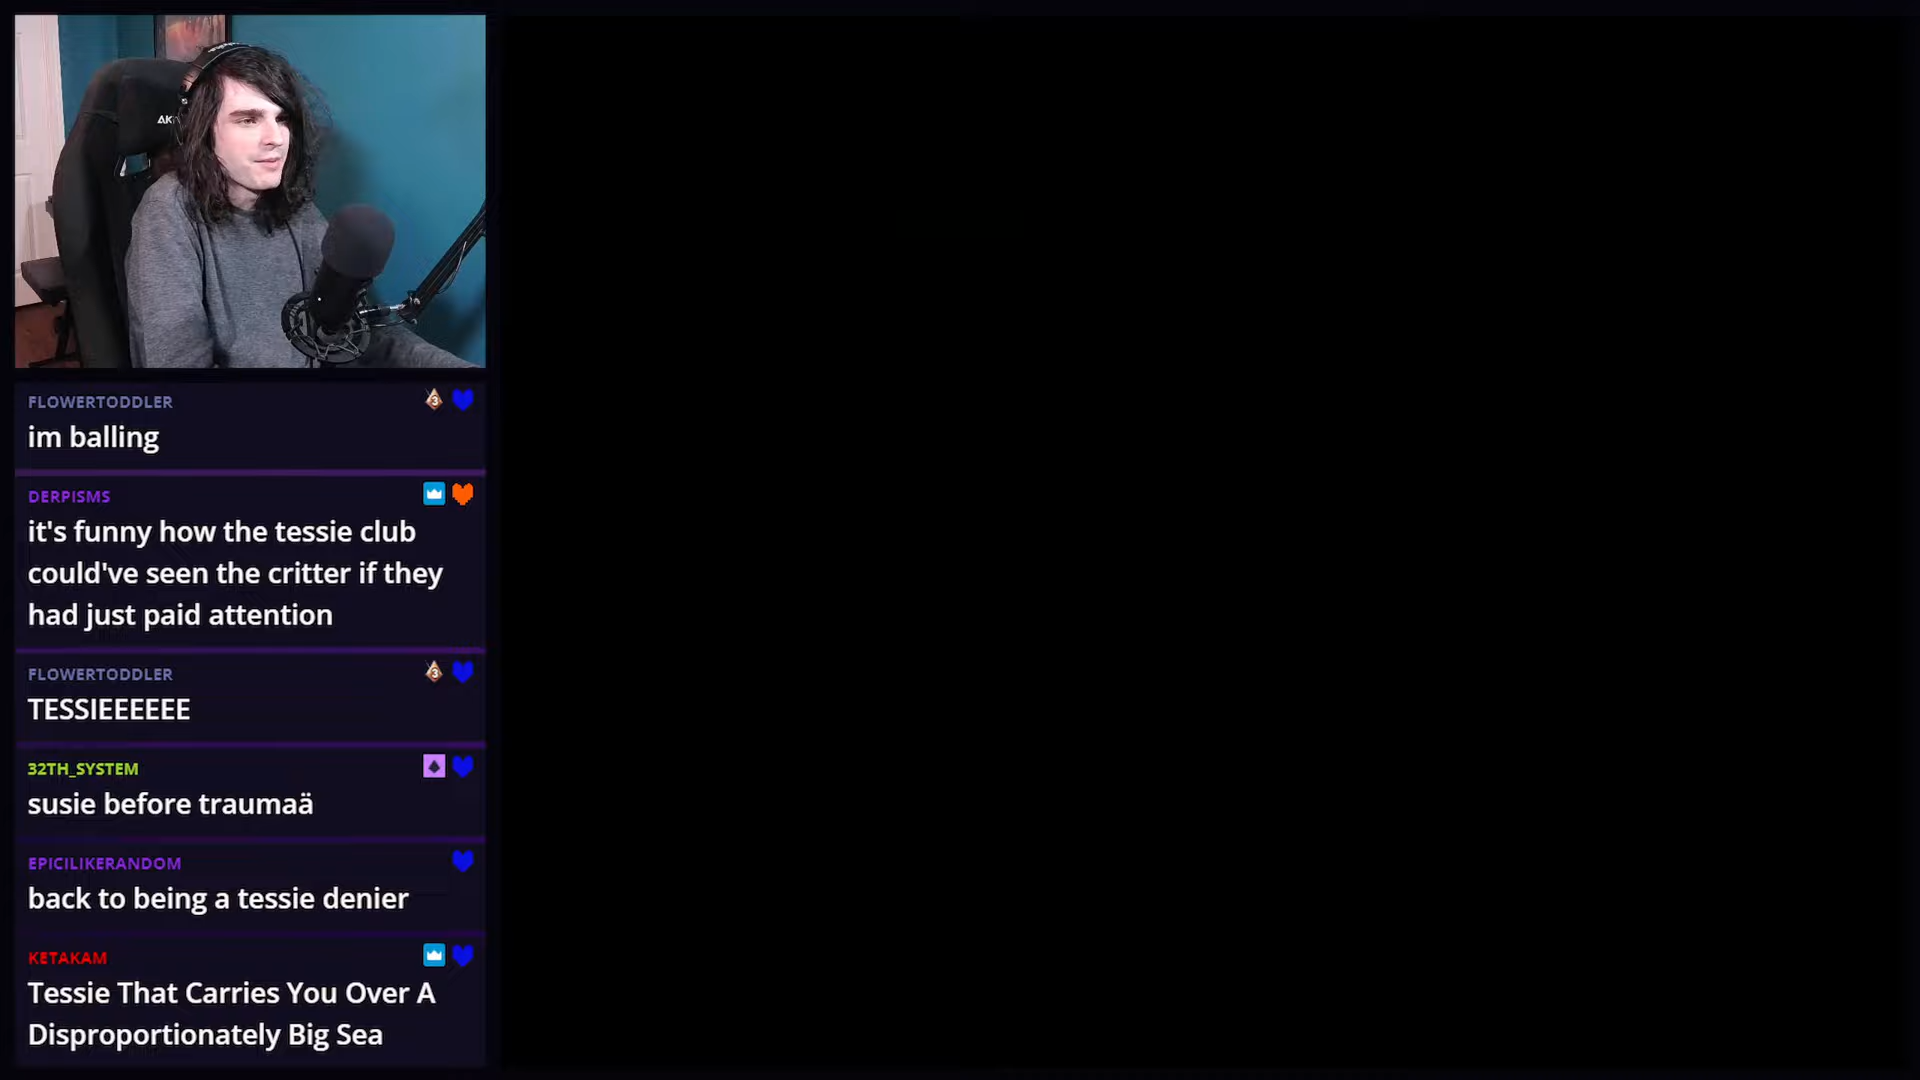 AK
FLOWERTODDLER
im balling
DERPISMS
it's funny how the tessie club
could've seen the critter if they
had just paid attention
FLOWERTODDLER
TESSIEEEEEE
32TH_SYSTEM
susie before traumaä
EPICILIKERANDOM
back to being a tessie denier
KETAKAM
Tessie That Carries You Over A
Disproportionately Big Sea